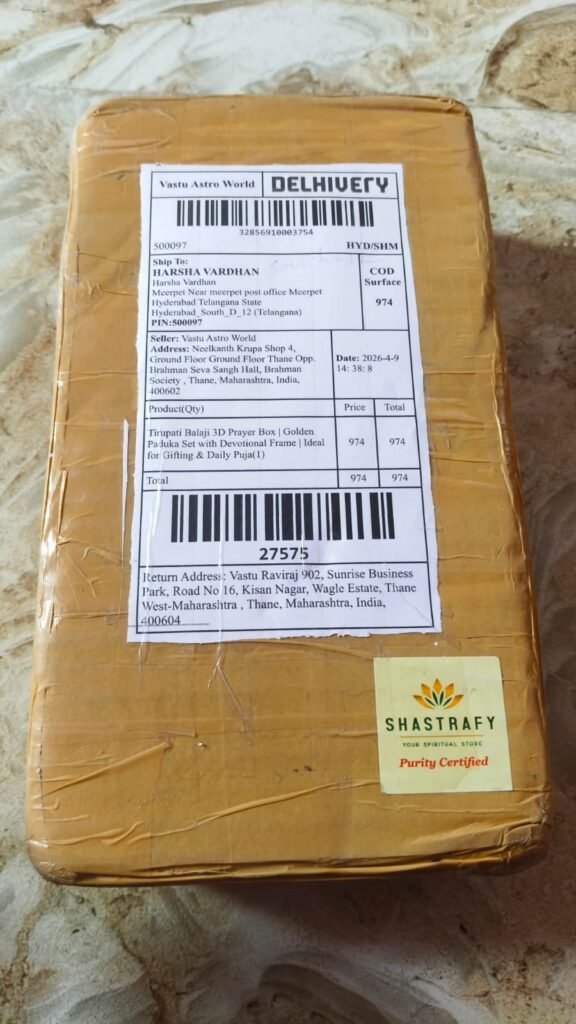 Vastu Astro World
DELHIVERY
32856910003754
500097 HYD/SHM
Ship To:
HARSHA VARDHAN
Harsha Vardhan
Meerpet Near meerpet post office Meerpet
Hyderabad Telangana State
Hyderabad_South_D_12 (Telangana)
PIN:500097
COD
Surface
974
Seller: Vastu Astro World
Address: Neelkanth Krupa Shop 4,
Ground Floor Ground Floor Thane Opp.
Brahman Seva Sangh Hall, Brahman
Society , Thane, Maharashtra, India,
400602
Date: 2026-4-9
14: 38: 8
Product(Qty) Price Total
Tirupati Balaji 3D Prayer Box | Golden
Paduka Set with Devotional Frame | Ideal
for Gifting & Daily Puja(1)
974 974
Total 974 974
27575
Return Address: Vastu Raviraj 902, Sunrise Business
Park, Road No 16, Kisan Nagar, Wagle Estate, Thane
West-Maharashtra , Thane, Maharashtra, India,
400604
SHASTRAFY
YOUR SPIRITUAL STORE
Purity Certified